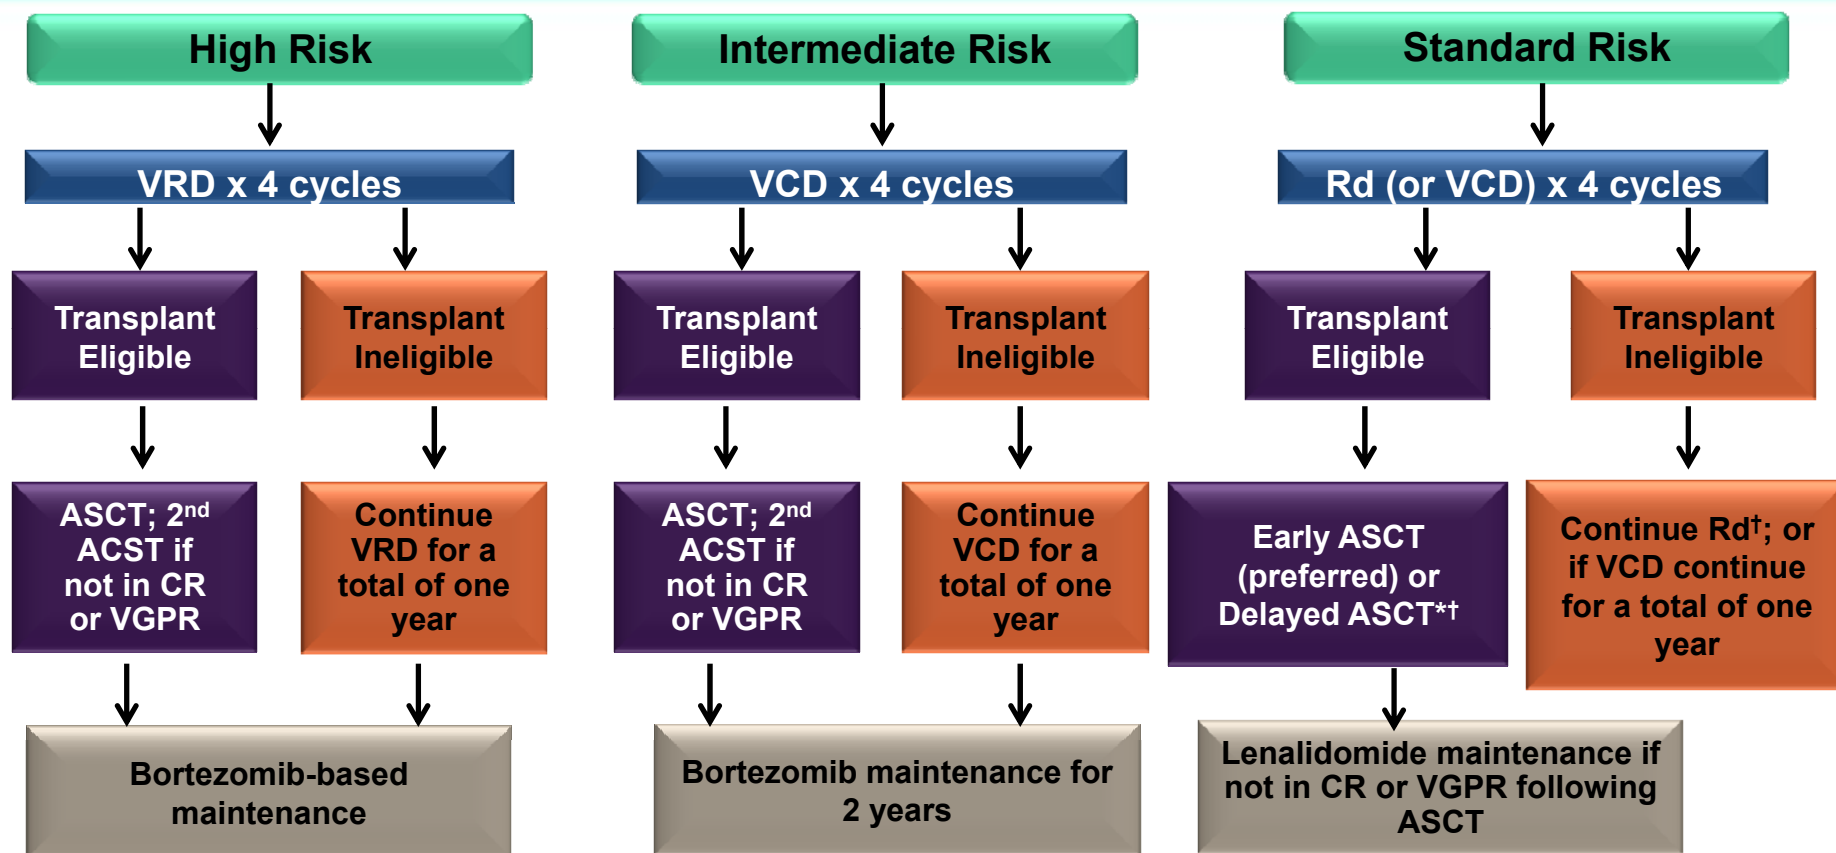 High Risk
VRD x 4 cycles
Transplant
Eligible
Transplant
Ineligible
ASCT; 2nd
ACST if
not in CR
or VGPR
Continue
VRD for a
total of one
year
Bortezomib-based
maintenance
Intermediate Risk
VCD x 4 cycles
Transplant
Eligible
Transplant
Ineligible
ASCT; 2nd
ACST if
not in CR
or VGPR
Continue
VCD for a
total of one
year
Bortezomib maintenance for
2 years
Standard Risk
Rd (or VCD) x 4 cycles
Transplant
Eligible
Transplant
Ineligible
Early ASCT
(preferred) or
Delayed ASCT*†
Continue Rd†; or
if VCD continue
for a total of one
year
Lenalidomide maintenance if
not in CR or VGPR following
ASCT